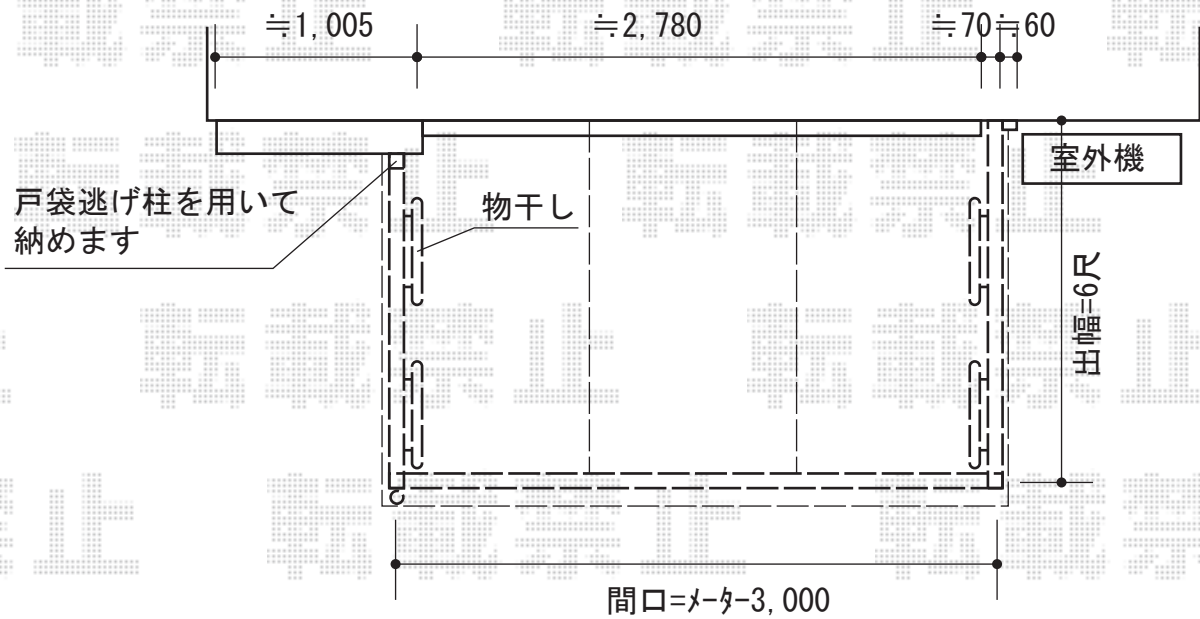 ≒1,005
≒2,780
≒70
≒60
室外機
戸袋逃げ柱を用いて
納めます
物干し
出幅=6尺
間口=メーター3,000
転載禁止